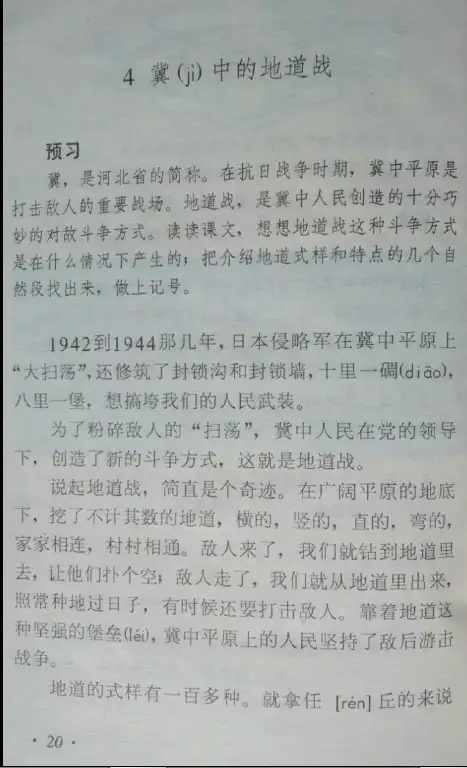 4 冀(jì)中的地道战
预习
冀，是河北省的简称。在抗日战争时期，冀中平原是
打击敌人的重要战场。地道战，是冀中人民创造的十分巧
妙的对敌斗争方式。读读课文，想想地道战这种斗争方式
是在什么情况下产生的；把介绍地道式样和特点的几个自
然段找出来，做上记号。
1942到1944那几年，日本侵略军在冀中平原上
“大扫荡”，还修筑了封锁沟和封锁墙，十里一碉(diāo)，
八里一堡，想搞垮我们的人民武装。
为了粉碎敌人的“扫荡”，冀中人民在党的领导
下，创造了新的斗争方式，这就是地道战。
说起地道战，简直是个奇迹。在广阔平原的地底
下，挖了不计其数的地道，横的，竖的，直的，弯的，
家家相连，村村相通。敌人来了，我们就钻到地道里
去，让他们扑个空；敌人走了，我们就从地道里出来，
照常种地过日子，有时候还要打击敌人。靠着地道这
种坚强的堡垒(lěi)，冀中平原上的人民坚持了敌后游击
战争。
地道的式样有一百多种。就拿任 [rén] 丘的来说
·20·